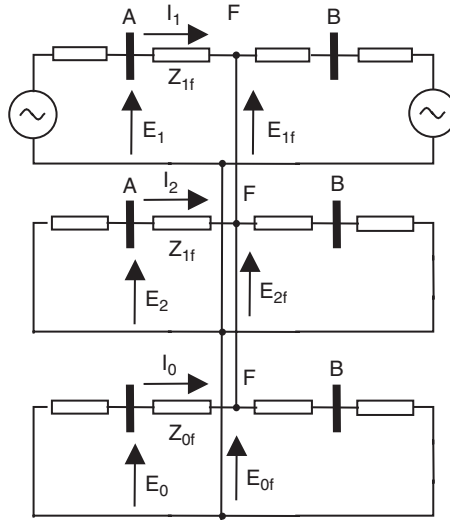 A I₁ F B
Z₁f
E₁ E₁f
A I₂ F B
Z₁f
E₂ E₂f
I₀ F B
A
Z₀f
E₀ E₀f